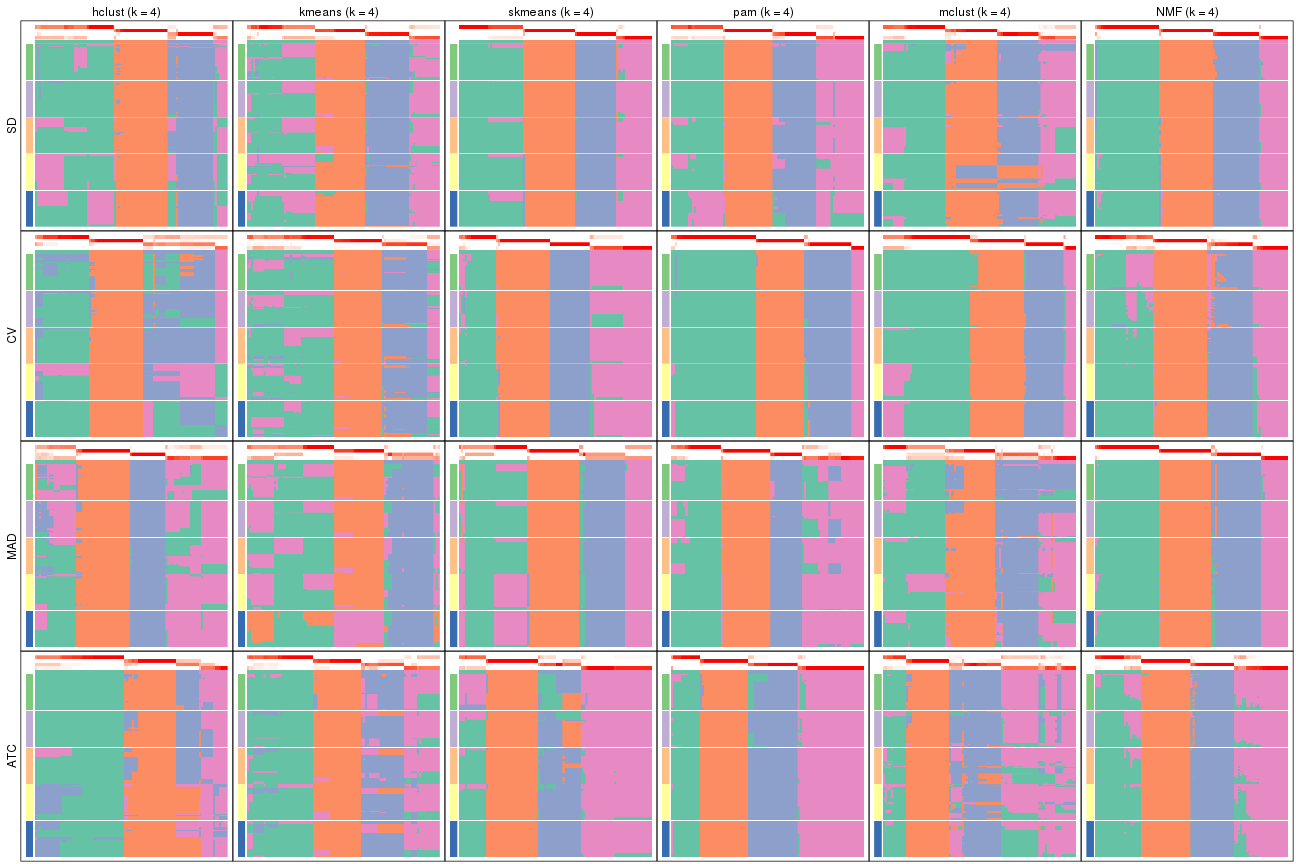 hclust (k = 4) kmeans (k = 4) skmeans (k = 4) pam (k = 4) mclust (k = 4) NMF (k = 4)
SD
CV
MAD
ATC